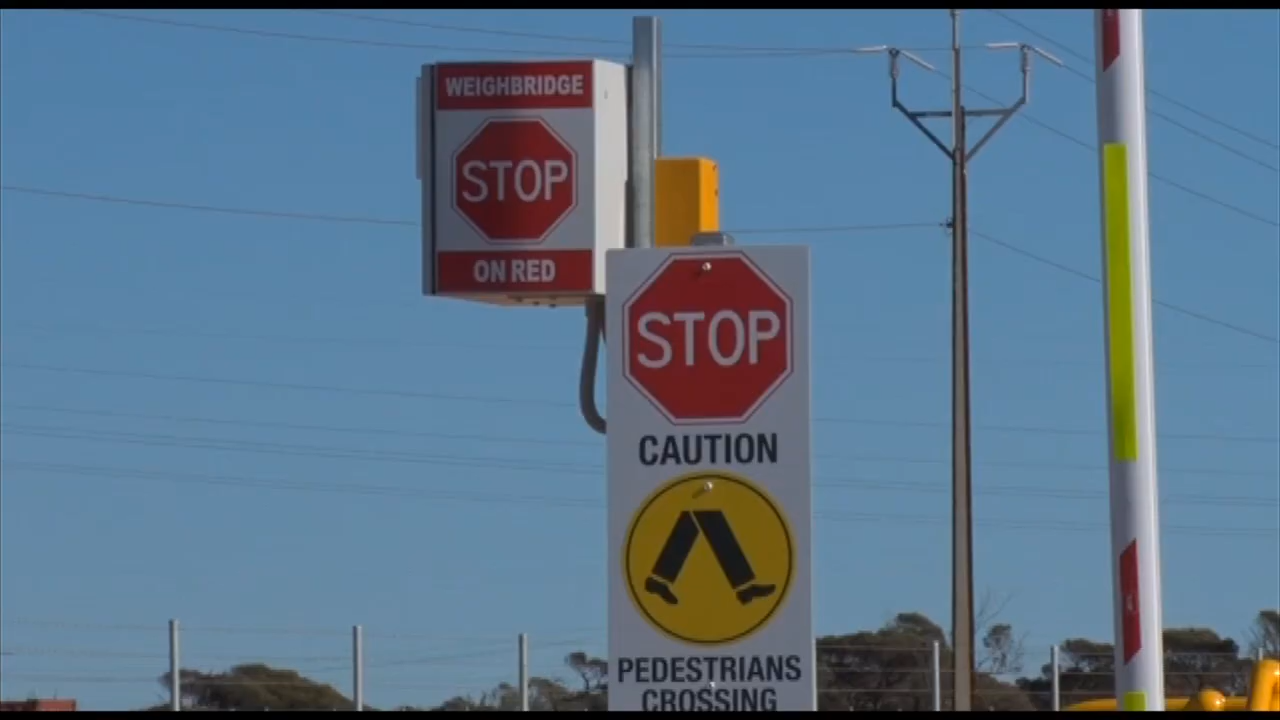 WEIGHBRIDGE
STOP
ON RED
STOP
CAUTION
PEDESTRIANS
CROSSING